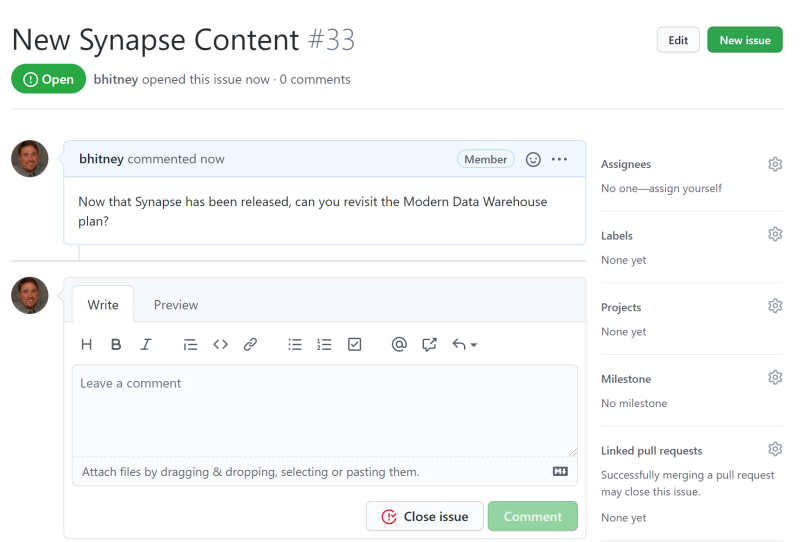 New Synapse Content #33
Edit
New issue
Open
bhitney opened this issue now · 0 comments
bhitney commented now
Member
Now that Synapse has been released, can you revisit the Modern Data Warehouse
plan?
Write
Preview
Leave a comment
Attach files by dragging & dropping, selecting or pasting them.
Close issue
Comment
Assignees
No one—assign yourself
Labels
None yet
Projects
None yet
Milestone
No milestone
Linked pull requests
Successfully merging a pull request
may close this issue.
None yet